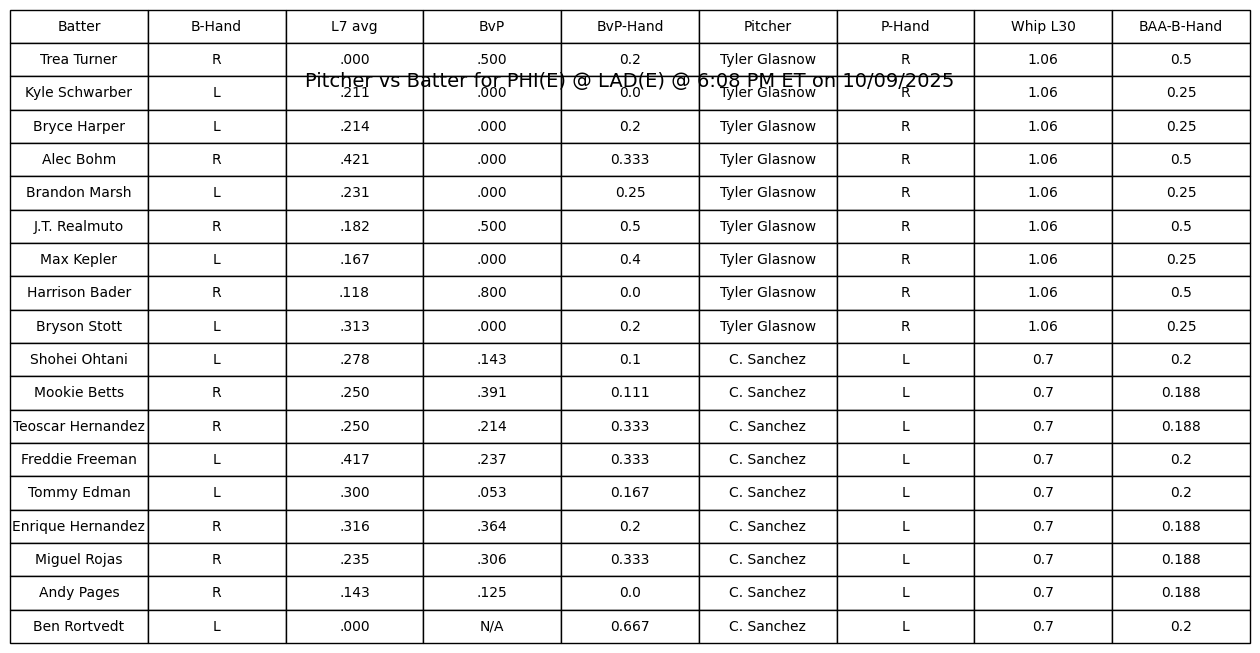 Batter B-Hand L7 avg BvP BvP-Hand Pitcher P-Hand Whip L30 BAA-B-Hand
Trea Turner R .000 .500 0.2 Tyler Glasnow R 1.06 0.5
Pitcher vs Batter for PHI(E) @ LAD(E) @ 6:08 PM ET on 10/09/2025
Kyle Schwarber L .211 .000 0.0 Tyler Glasnow R 1.06 0.25
Bryce Harper L .214 .000 0.2 Tyler Glasnow R 1.06 0.25
Alec Bohm R .421 .000 0.333 Tyler Glasnow R 1.06 0.5
Brandon Marsh L .231 .000 0.25 Tyler Glasnow R 1.06 0.25
J.T. Realmuto R .182 .500 0.5 Tyler Glasnow R 1.06 0.5
Max Kepler L .167 .000 0.4 Tyler Glasnow R 1.06 0.25
Harrison Bader R .118 .800 0.0 Tyler Glasnow R 1.06 0.5
Bryson Stott L .313 .000 0.2 Tyler Glasnow R 1.06 0.25
Shohei Ohtani L .278 .143 0.1 C. Sanchez L 0.7 0.2
Mookie Betts R .250 .391 0.111 C. Sanchez L 0.7 0.188
Teoscar Hernandez R .250 .214 0.333 C. Sanchez L 0.7 0.188
Freddie Freeman L .417 .237 0.333 C. Sanchez L 0.7 0.2
Tommy Edman L .300 .053 0.167 C. Sanchez L 0.7 0.2
Enrique Hernandez R .316 .364 0.2 C. Sanchez L 0.7 0.188
Miguel Rojas R .235 .306 0.333 C. Sanchez L 0.7 0.188
Andy Pages R .143 .125 0.0 C. Sanchez L 0.7 0.188
Ben Rortvedt L .000 N/A 0.667 C. Sanchez L 0.7 0.2